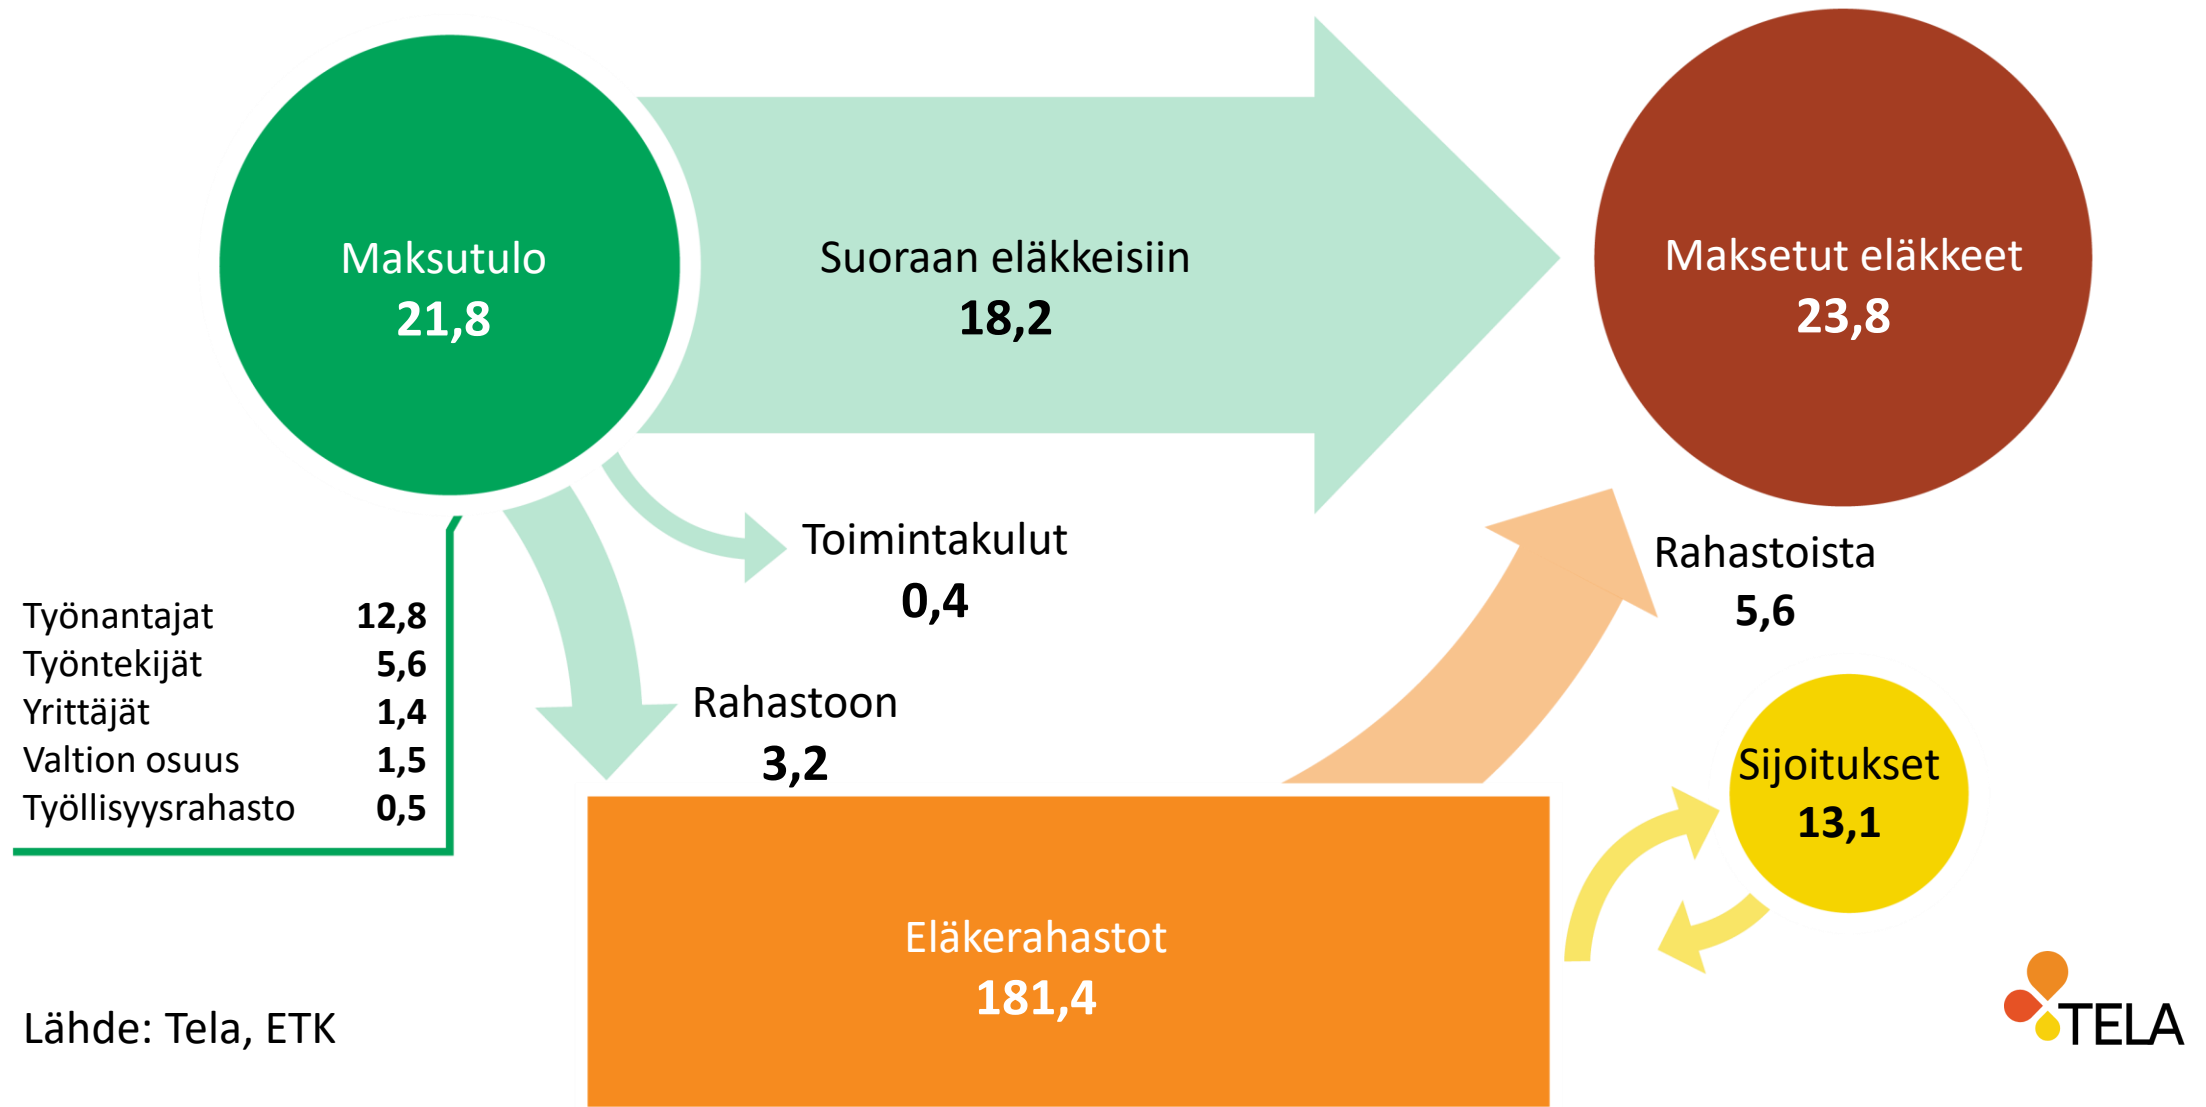 Maksutulo
21,8
Suoraan eläkkeisiin
18,2
Maksetut eläkkeet
23,8
Toimintakulut
0,4
Rahastoista
5,6
Työnantajat 12,8
Työntekijät 5,6
Yrittäjät 1,4
Valtion osuus 1,5
Työllisyysrahasto 0,5
Rahastoon
3,2
Sijoitukset
13,1
Eläkerahastot
181,4
Lähde: Tela, ETK
TELA